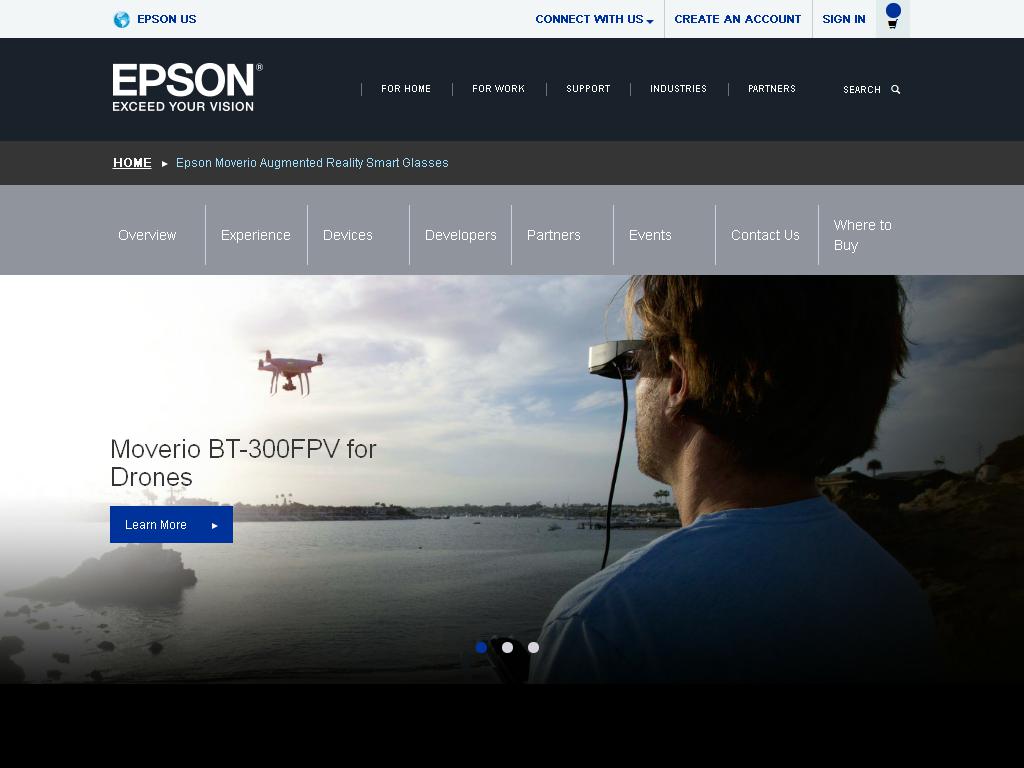 EPSON US
CONNECT WITH US
CREATE AN ACCOUNT
SIGN IN
EPSON®
EXCEED YOUR VISION
FOR HOME
FOR WORK
SUPPORT
INDUSTRIES
PARTNERS
SEARCH
HOME
Epson Moverio Augmented Reality Smart Glasses
Overview
Experience
Devices
Developers
Partners
Events
Contact Us
Where to
Buy
Moverio BT-300FPV for
Drones
Learn More